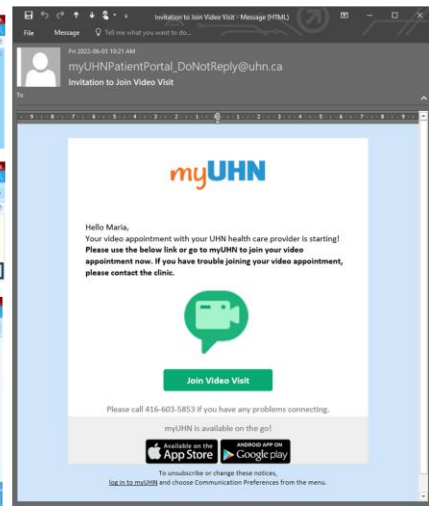 Invitation to Join Video Visit - Message (HTML)
File Message Tell me what you want to do...
Fri 2022-06-03 10:21 AM
myUHNPatientPortal_DoNotReply@uhn.ca
Invitation to Join Video Visit
To
myUHN
Hello Maria,
Your video appointment with your UHN health care provider is starting!
Please use the below link or go to myUHN to join your video
appointment now. If you have trouble joining your video appointment,
please contact the clinic.
Join Video Visit
Please call 416-603-5853 if you have any problems connecting.
myUHN is available on the go!
Available on the
App Store
ANDROID APP ON
Google play
To unsubscribe or change these notices,
log in to myUHN and choose Communication Preferences from the menu.